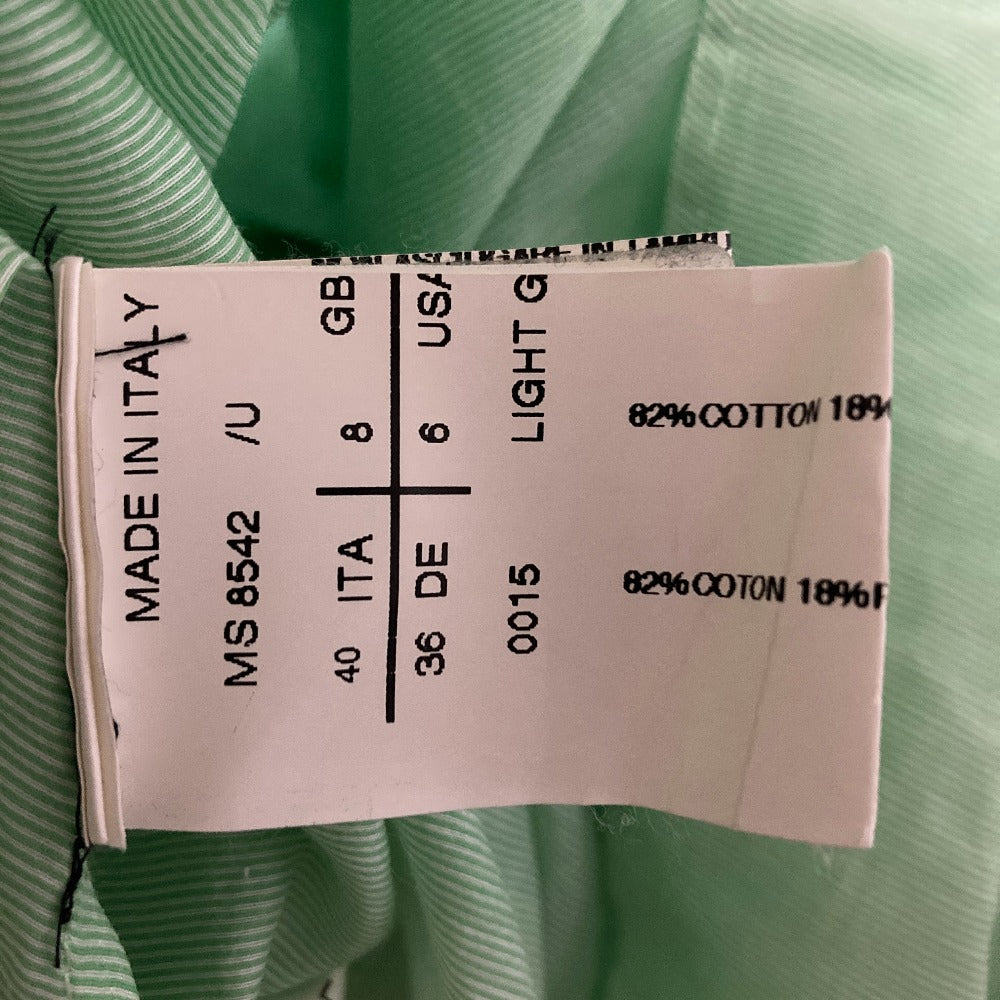 MADE IN ITALY
MS 8542 /U
40 ITA 8 GB
36 DE 6 USA
0015 LIGHT G
82% COTTON 18%
82% COTON 18% P